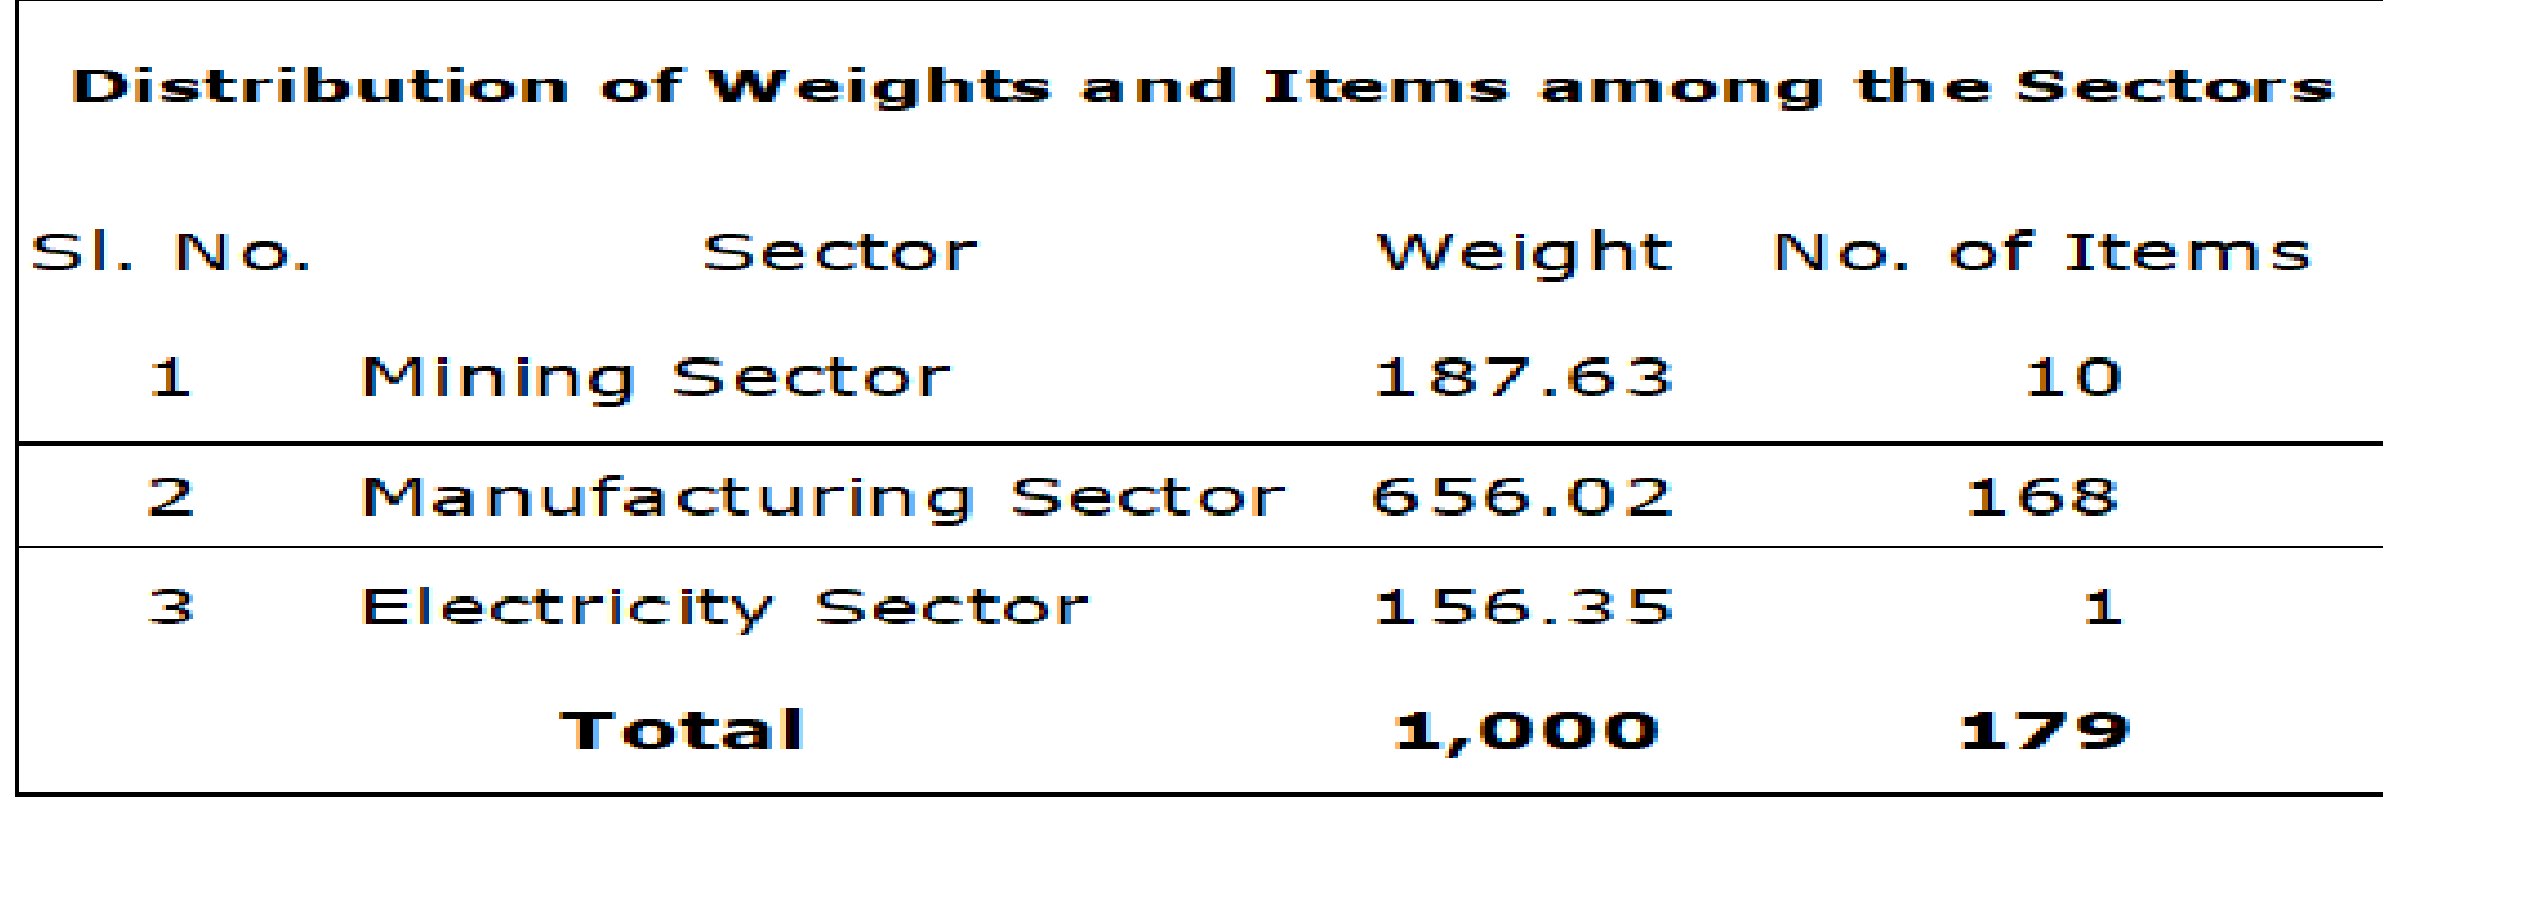 Distribution of Weights and Items among the Sectors
Sl. No. Sector Weight No. of Items
1 Mining Sector 187.63 10
2 Manufacturing Sector 656.02 168
3 Electricity Sector 156.35 1
Total 1,000 179